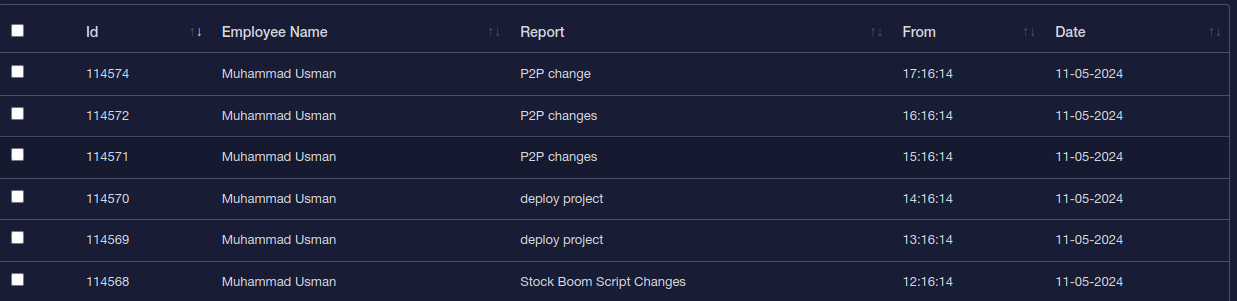 Id ↑↓ Employee Name ↑↓ Report ↑↓ From ↑↓ Date ↑↓
114574 Muhammad Usman P2P change 17:16:14 11-05-2024
114572 Muhammad Usman P2P changes 16:16:14 11-05-2024
114571 Muhammad Usman P2P changes 15:16:14 11-05-2024
114570 Muhammad Usman deploy project 14:16:14 11-05-2024
114569 Muhammad Usman deploy project 13:16:14 11-05-2024
114568 Muhammad Usman Stock Boom Script Changes 12:16:14 11-05-2024